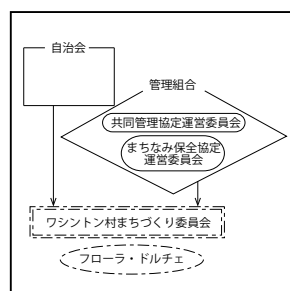 自治会
管理組合
共同管理協定運営委員会
まちなみ保全協定
運営委員会
ワシントン村まちづくり委員会
フローラ・ドルチェ